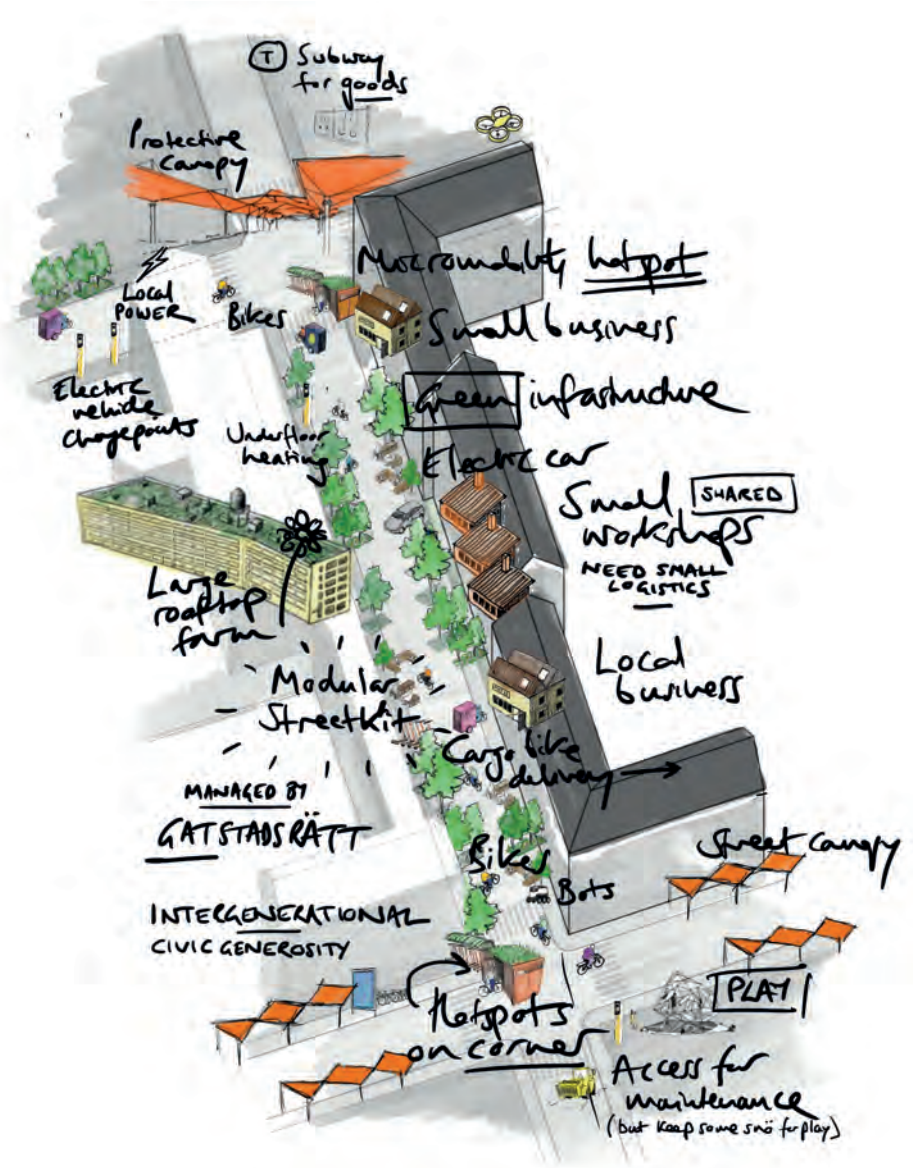 T Subway
for goods
Protective
Canopy
Micromobility hotspot
Local
POWER
Bikes
Small business
Electric
vehicle
chargepoints
Green infrastructure
Underfloor
heating
Electric car
Small SHARED
workshops
NEED SMALL
LOGISTICS
Large
rooftop
farm
Local
business
Modular
Streetkit
Cargo bike
delivery →
MANAGED BY
GATSTADSRÄTT
Street canopy
Bikes
Bots
INTERGENERATIONAL
CIVIC GENEROSITY
PLAY
Hotspots
on corner
Access for
maintenance
(but keep some snö for play)